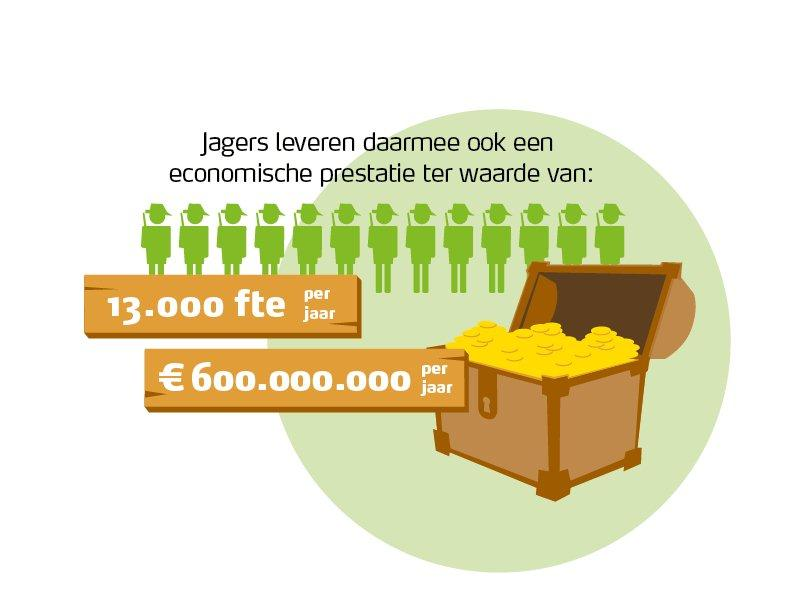 Jagers leveren daarmee ook een
economische prestatie ter waarde van:
13.000 fte per
jaar
€ 600.000.000 per
jaar